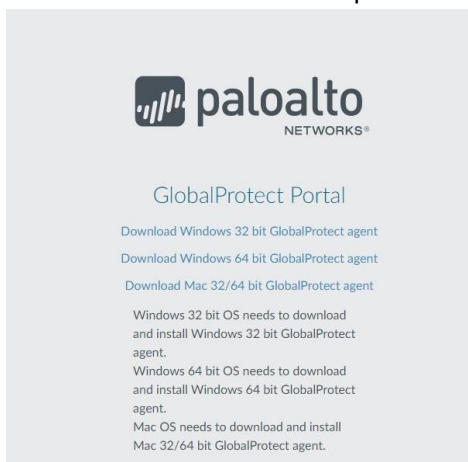 paloalto
NETWORKS®
GlobalProtect Portal
Download Windows 32 bit GlobalProtect agent
Download Windows 64 bit GlobalProtect agent
Download Mac 32/64 bit GlobalProtect agent
Windows 32 bit OS needs to download
and install Windows 32 bit GlobalProtect
agent.
Windows 64 bit OS needs to download
and install Windows 64 bit GlobalProtect
agent.
Mac OS needs to download and install
Mac 32/64 bit GlobalProtect agent.